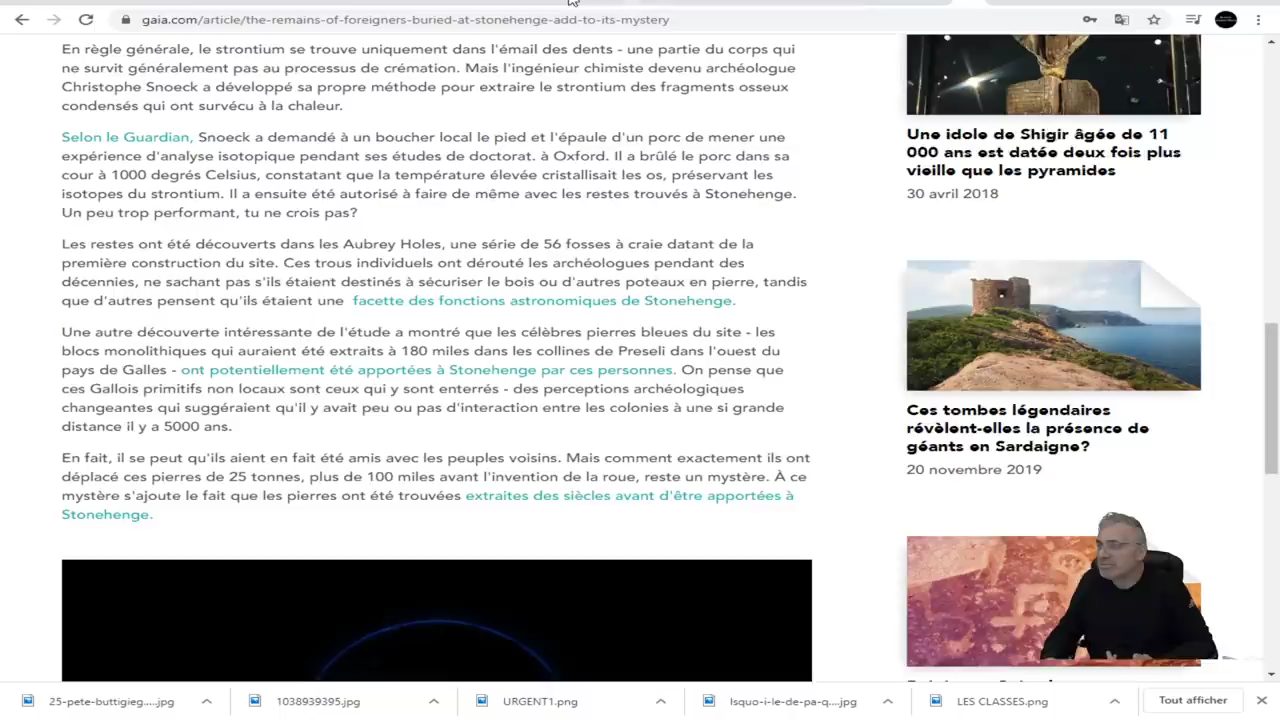 gaia.com/article/the-remains-of-foreigners-buried-at-stonehenge-add-to-its-mystery
En règle générale, le strontium se trouve uniquement dans l'émail des dents - une partie du corps qui
ne survit généralement pas au processus de crémation. Mais l'ingénieur chimiste devenu archéologue
Christophe Snoeck a développé sa propre méthode pour extraire le strontium des fragments osseux
condensés qui ont survécu à la chaleur.
Selon le Guardian, Snoeck a demandé à un boucher local le pied et l'épaule d'un porc de mener une
expérience d'analyse isotopique pendant ses études de doctorat. à Oxford. Il a brûlé le porc dans sa
cour à 1000 degrés Celsius, constatant que la température élevée cristallisait les os, préservant les
isotopes du strontium. Il a ensuite été autorisé à faire de même avec les restes trouvés à Stonehenge.
Un peu trop performant, tu ne crois pas?
Les restes ont été découverts dans les Aubrey Holes, une série de 56 fosses à craie datant de la
première construction du site. Ces trous individuels ont dérouté les archéologues pendant des
décennies, ne sachant pas s'ils étaient destinés à sécuriser le bois ou d'autres poteaux en pierre, tandis
que d'autres pensent qu'ils étaient une facette des fonctions astronomiques de Stonehenge.
Une autre découverte intéressante de l'étude a montré que les célèbres pierres bleues du site - les
blocs monolithiques qui auraient été extraits à 180 miles dans les collines de Preseli dans l'ouest du
pays de Galles - ont potentiellement été apportées à Stonehenge par ces personnes. On pense que
ces Gallois primitifs non locaux sont ceux qui y sont enterrés - des perceptions archéologiques
changeantes qui suggéraient qu'il y avait peu ou pas d'interaction entre les colonies à une si grande
distance il y a 5000 ans.
En fait, il se peut qu'ils aient en fait été amis avec les peuples voisins. Mais comment exactement ils ont
déplacé ces pierres de 25 tonnes, plus de 100 miles avant l'invention de la roue, reste un mystère. À ce
mystère s'ajoute le fait que les pierres ont été trouvées extraites des siècles avant d'être apportées à
Stonehenge.
Une idole de Shigir âgée de 11
000 ans est datée deux fois plus
vieille que les pyramides
30 avril 2018
Ces tombes légendaires
révèlent-elles la présence de
géants en Sardaigne?
20 novembre 2019
25-pete-buttigieg....jpg
1038939395.jpg
URGENT1.png
lsquo-i-le-de-pa-q....jpg
LES CLASSES.png
Tout afficher